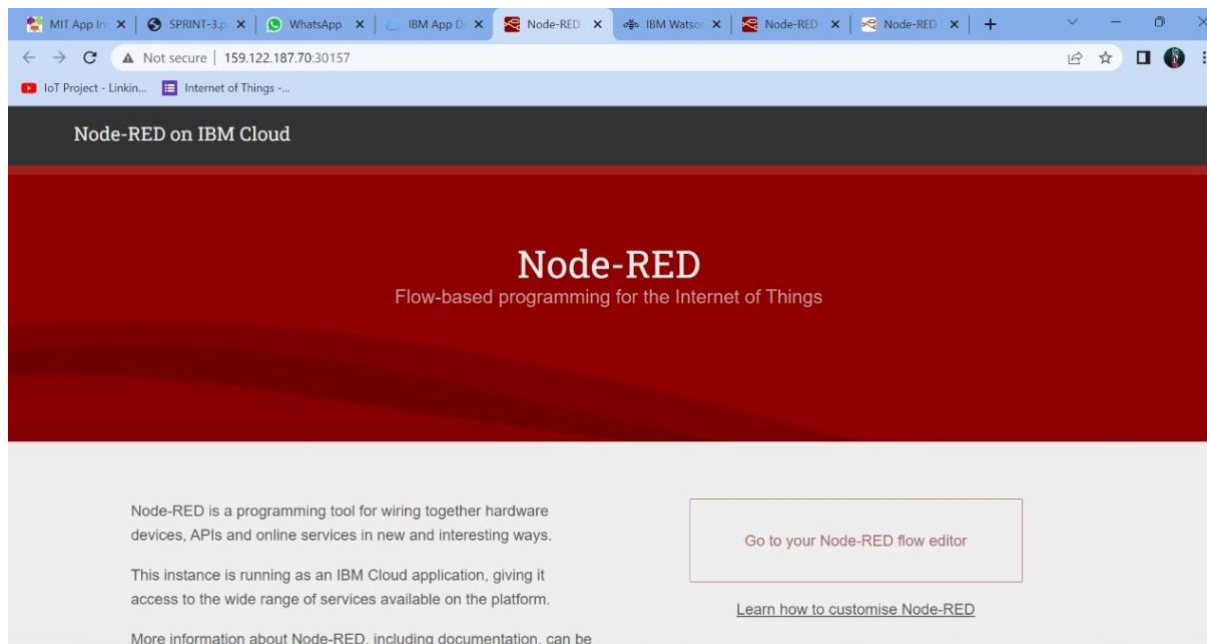 MIT App In
SPRINT-3.p
WhatsApp
IBM App D
Node-RED
IBM Watso
Node-RED
Node-RED
Not secure | 159.122.187.70:30157
IoT Project - Linkin...
Internet of Things -...
Node-RED on IBM Cloud
Node-RED
Flow-based programming for the Internet of Things
Node-RED is a programming tool for wiring together hardware
devices, APIs and online services in new and interesting ways.
This instance is running as an IBM Cloud application, giving it
access to the wide range of services available on the platform.
More information about Node-RED, including documentation, can be
Go to your Node-RED flow editor
Learn how to customise Node-RED